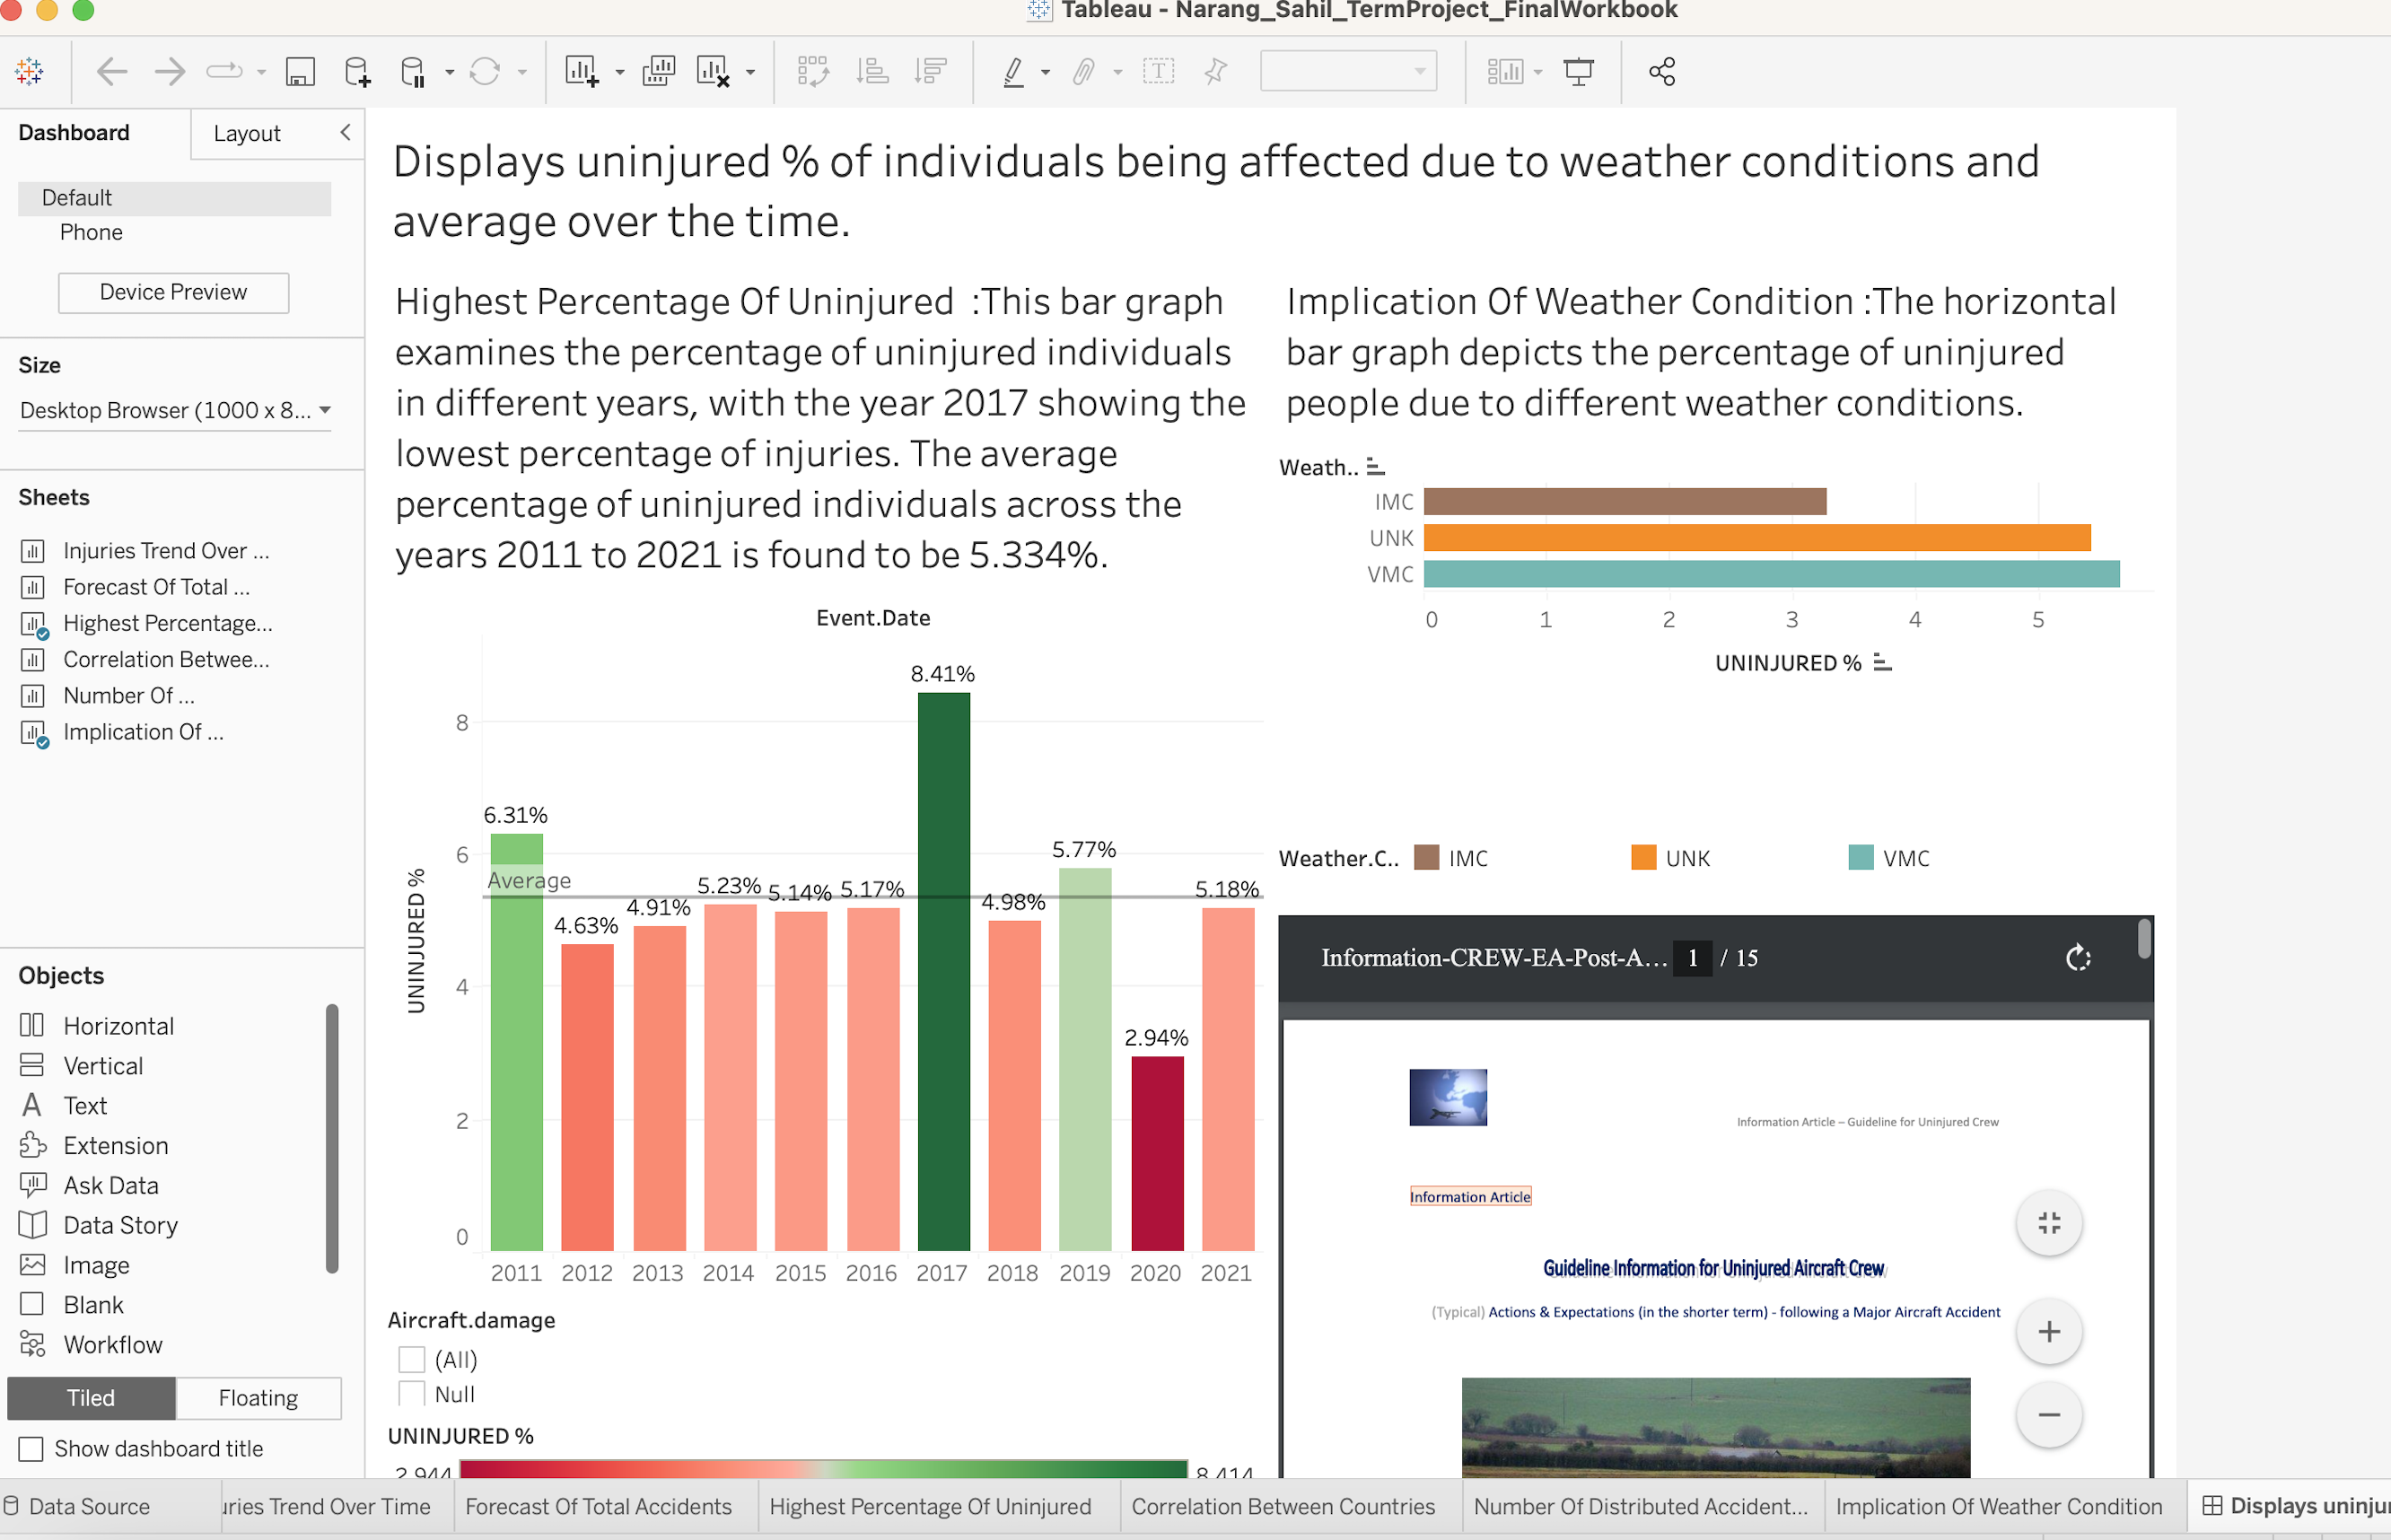 Tableau - Narang_Sahil_TermProject_FinalWorkbook
Dashboard
Layout
Default
Phone
Device Preview
Size
Desktop Browser (1000 x 8...
Sheets
Injuries Trend Over ...
Forecast Of Total ...
Highest Percentage...
Correlation Betwee...
Number Of ...
Implication Of ...
Objects
Horizontal
Vertical
Text
Extension
Ask Data
Data Story
Image
Blank
Workflow
Tiled
Floating
Show dashboard title
Displays uninjured % of individuals being affected due to weather conditions and
average over the time.
Highest Percentage Of Uninjured :This bar graph
examines the percentage of uninjured individuals
in different years, with the year 2017 showing the
lowest percentage of injuries. The average
percentage of uninjured individuals across the
years 2011 to 2021 is found to be 5.334%.
Event.Date
UNINJURED %
8
6
4
2
0
Average
6.31%
4.63%
4.91%
5.23%
5.14%
5.17%
8.41%
4.98%
5.77%
2.94%
5.18%
2011 2012 2013 2014 2015 2016 2017 2018 2019 2020 2021
Aircraft.damage
(All)
Null
UNINJURED %
2.944
8.414
Implication Of Weather Condition :The horizontal
bar graph depicts the percentage of uninjured
people due to different weather conditions.
Weath..
IMC
UNK
VMC
0 1 2 3 4 5
UNINJURED %
Weather.C.. IMC UNK VMC
Information-CREW-EA-Post-A... 1 / 15
Information Article – Guideline for Uninjured Crew
Information Article
Guideline Information for Uninjured Aircraft Crew
(Typical) Actions & Expectations (in the shorter term) - following a Major Aircraft Accident
Data Source
uries Trend Over Time
Forecast Of Total Accidents
Highest Percentage Of Uninjured
Correlation Between Countries
Number Of Distributed Accident...
Implication Of Weather Condition
Displays uninju